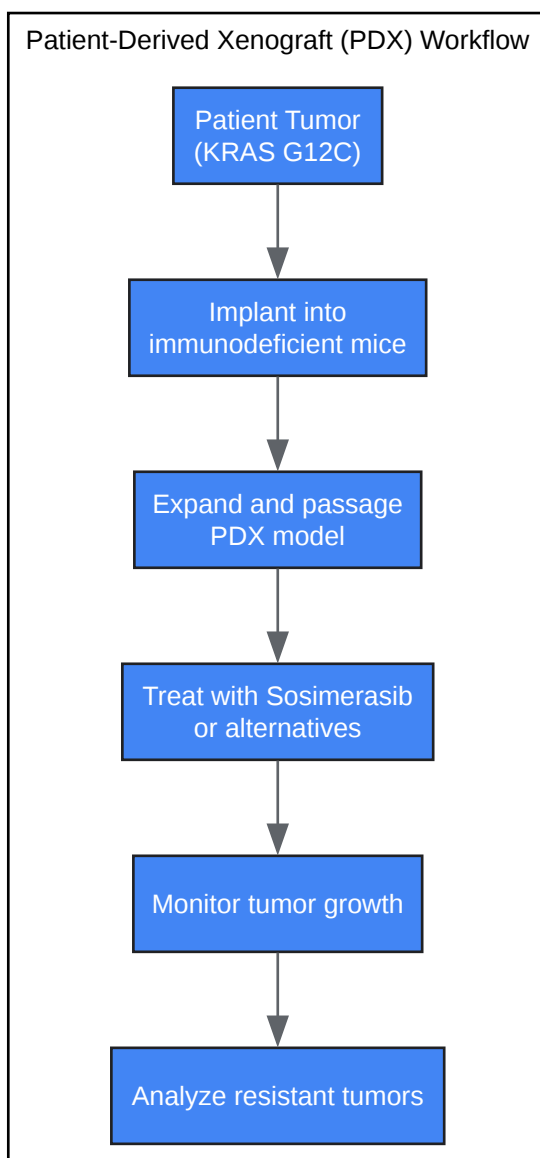 Patient-Derived Xenograft (PDX) Workflow
Patient Tumor
(KRAS G12C)
Implant into
immunodeficient mice
Expand and passage
PDX model
Treat with Sosimerasib
or alternatives
Monitor tumor growth
Analyze resistant tumors